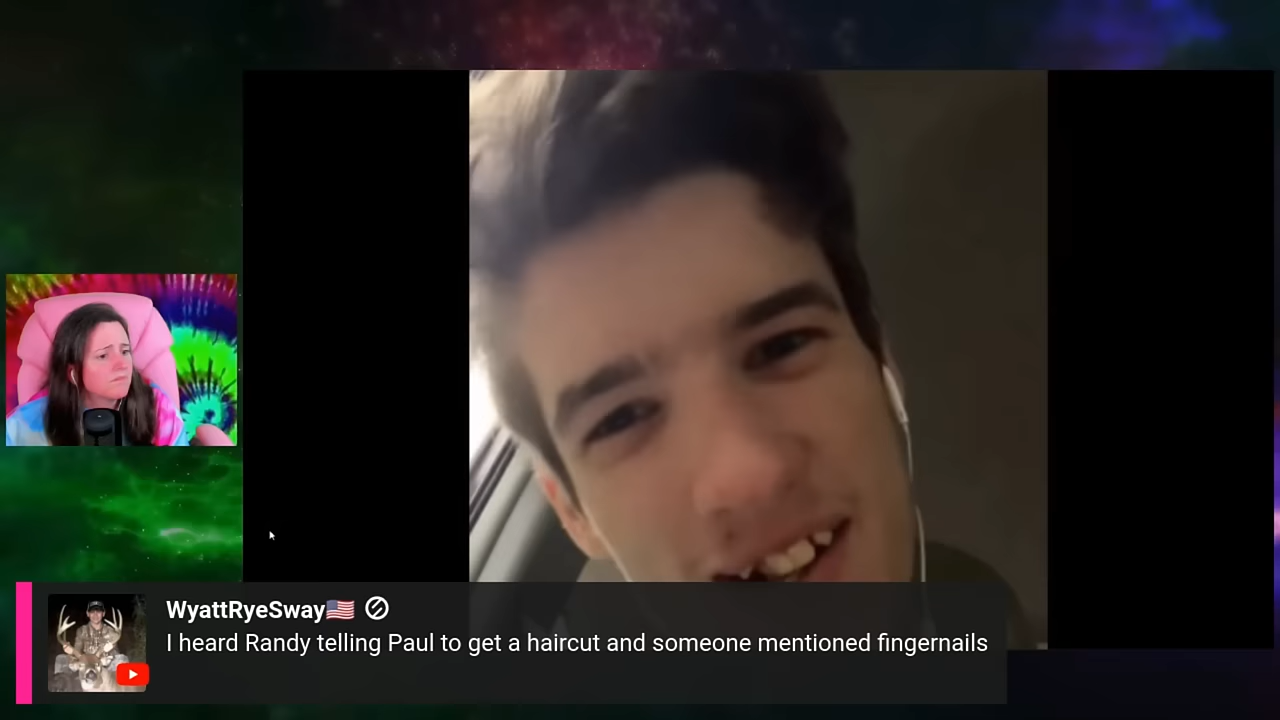 WyattRyeSway🇺🇸
I heard Randy telling Paul to get a haircut and someone mentioned fingernails